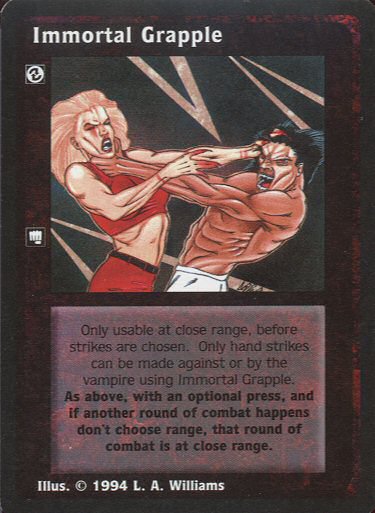 Immortal Grapple
Only usable at close range, before
strikes are chosen. Only hand strikes
can be made against or by the
vampire using Immortal Grapple.
As above, with an optional press, and
if another round of combat happens
don't choose range, that round of
combat is at close range.
Illus. © 1994 L. A. Williams